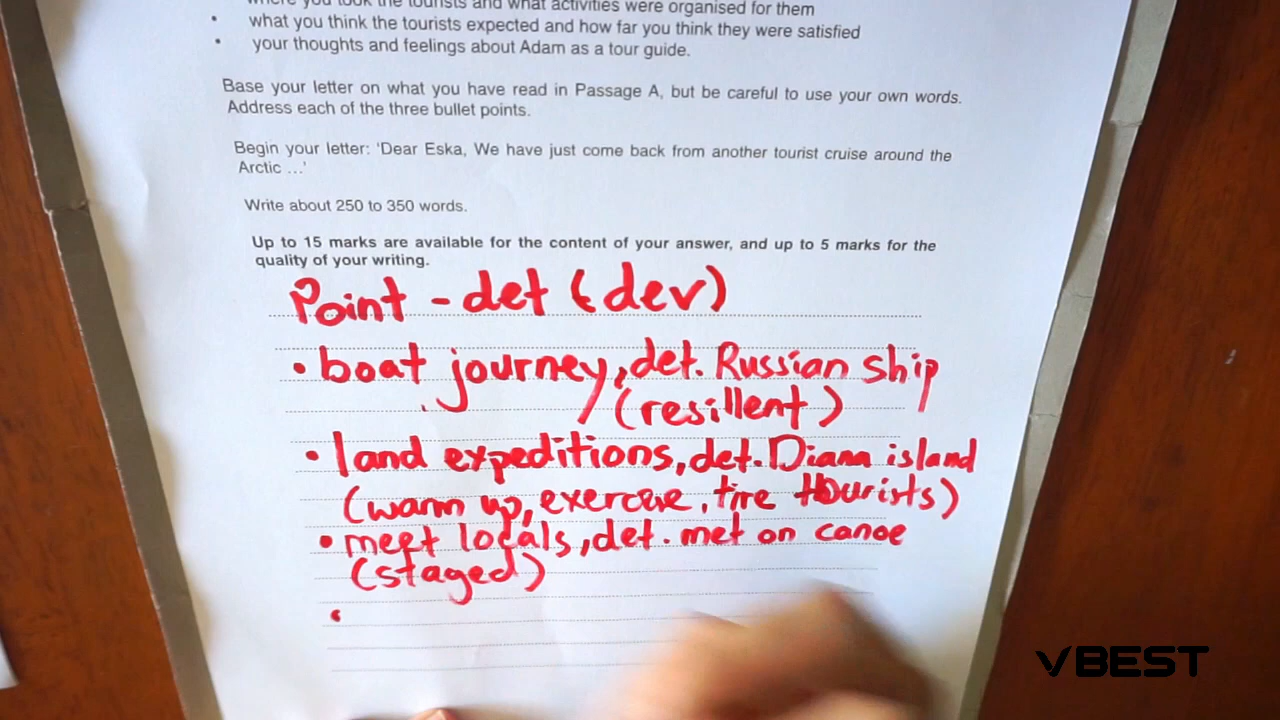 where you took the tourists and what activities were organised for them
• what you think the tourists expected and how far you think they were satisfied
• your thoughts and feelings about Adam as a tour guide.
Base your letter on what you have read in Passage A, but be careful to use your own words.
Address each of the three bullet points.
Begin your letter: 'Dear Eska, We have just come back from another tourist cruise around the
Arctic ...'
Write about 250 to 350 words.
Up to 15 marks are available for the content of your answer, and up to 5 marks for the
quality of your writing.
Point - det (dev)
• boat journey, det. Russian ship
(resillent)
• land expeditions, det. Diana island
(warm up, exercise, tire tourists)
• meet locals, det. met on canoe
(staged)
•
VBEST